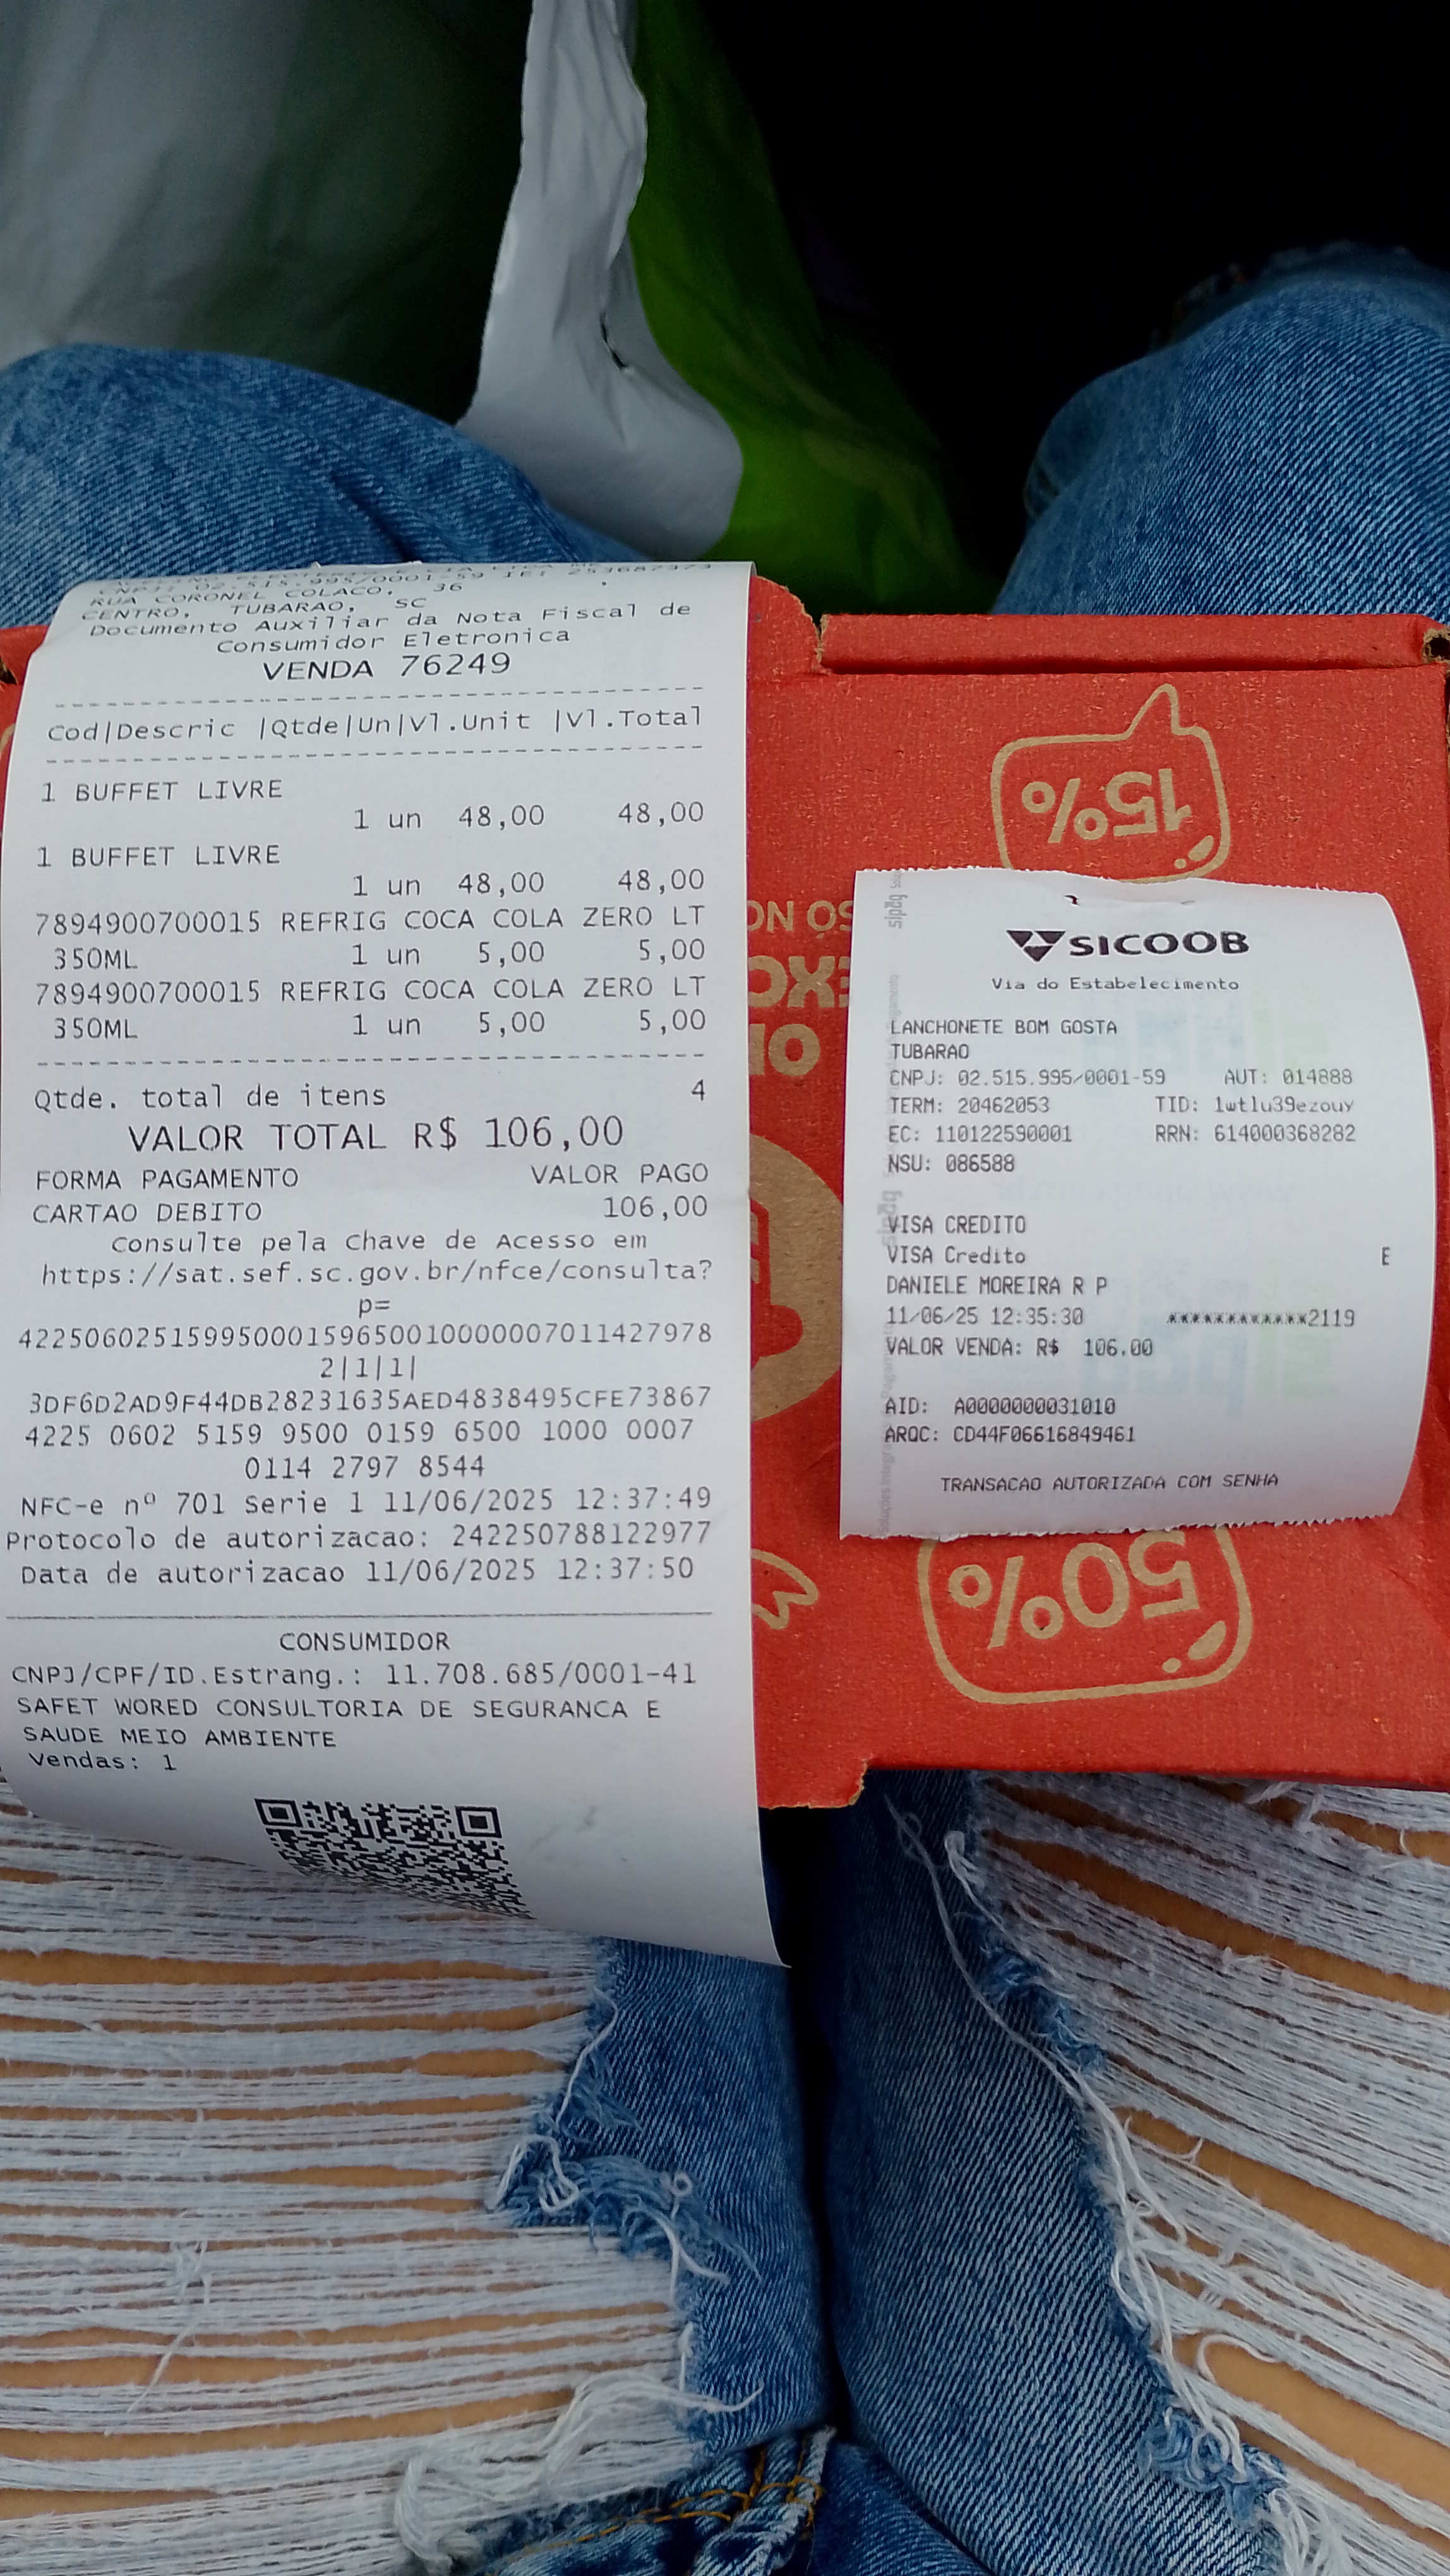 CNPJ: 02.515.995/0001-59 IE: 253687373
RUA CORONEL COLACO, 36 ,
CENTRO, TUBARAO, SC
Documento Auxiliar da Nota Fiscal de
Consumidor Eletronica
VENDA 76249
Cod|Descric |Qtde|Un|Vl.Unit |Vl.Total
1 BUFFET LIVRE
1 un 48,00 48,00
1 BUFFET LIVRE
1 un 48,00 48,00
7894900700015 REFRIG COCA COLA ZERO LT
350ML 1 un 5,00 5,00
7894900700015 REFRIG COCA COLA ZERO LT
350ML 1 un 5,00 5,00
Qtde. total de itens 4
VALOR TOTAL R$ 106,00
FORMA PAGAMENTO VALOR PAGO
CARTAO DEBITO 106,00
Consulte pela Chave de Acesso em
https://sat.sef.sc.gov.br/nfce/consulta?
p=
4225060251599500015965001000000701142797​8
2|1|1|
3DF6D2AD9F44DB28231635AED4838495CFE73867
4225 0602 5159 9500 0159 6500 1000 0007
0114 2797 8544
NFC-e nº 701 Serie 1 11/06/2025 12:37:49
Protocolo de autorizacao: 242250788122977
Data de autorizacao 11/06/2025 12:37:50
CONSUMIDOR
CNPJ/CPF/ID.Estrang.: 11.708.685/0001-41
SAFET WORED CONSULTORIA DE SEGURANCA E
SAUDE MEIO AMBIENTE
Vendas: 1
15%
SICOOB
Via do Estabelecimento
LANCHONETE BOM GOSTA
TUBARAO
CNPJ: 02.515.995/0001-59 AUT: 014888
TERM: 20462053 TID: 1wtlu39ezouy
EC: 110122590001 RRN: 614000368282
NSU: 086588
VISA CREDITO
VISA Credito E
DANIELE MOREIRA R P
11/06/25 12:35:30 ************2119
VALOR VENDA: R$ 106.00
AID: A0000000031010
ARQC: CD44F06616849461
TRANSACAO AUTORIZADA COM SENHA
50%